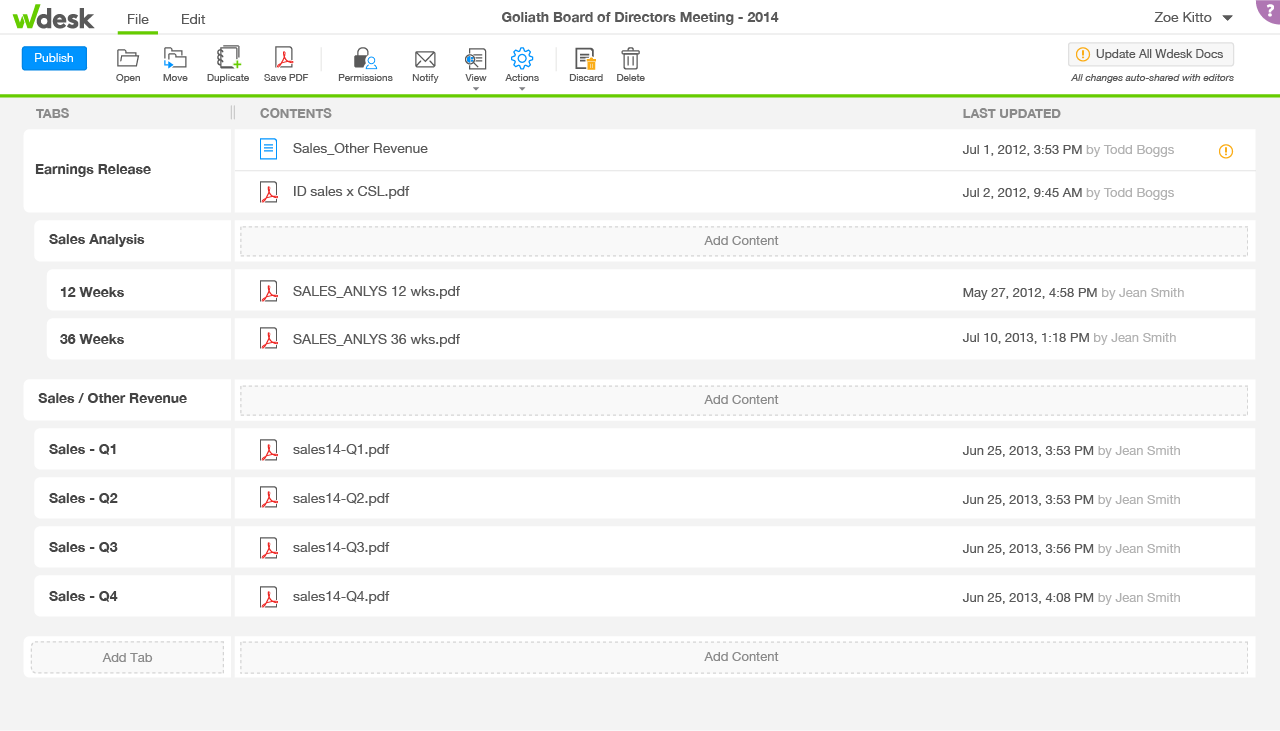 wdesk File Edit Goliath Board of Directors Meeting - 2014 Zoe Kitto ?
Publish Open Move Duplicate Save PDF Permissions Notify View Actions Discard Delete Update All Wdesk Docs
All changes auto-shared with editors
TABS CONTENTS LAST UPDATED
Earnings Release
Sales_Other Revenue Jul 1, 2012, 3:53 PM by Todd Boggs
ID sales x CSL.pdf Jul 2, 2012, 9:45 AM by Todd Boggs
Sales Analysis Add Content
12 Weeks SALES_ANLYS 12 wks.pdf May 27, 2012, 4:58 PM by Jean Smith
36 Weeks SALES_ANLYS 36 wks.pdf Jul 10, 2013, 1:18 PM by Jean Smith
Sales / Other Revenue Add Content
Sales - Q1 sales14-Q1.pdf Jun 25, 2013, 3:53 PM by Jean Smith
Sales - Q2 sales14-Q2.pdf Jun 25, 2013, 3:53 PM by Jean Smith
Sales - Q3 sales14-Q3.pdf Jun 25, 2013, 3:56 PM by Jean Smith
Sales - Q4 sales14-Q4.pdf Jun 25, 2013, 4:08 PM by Jean Smith
Add Tab Add Content